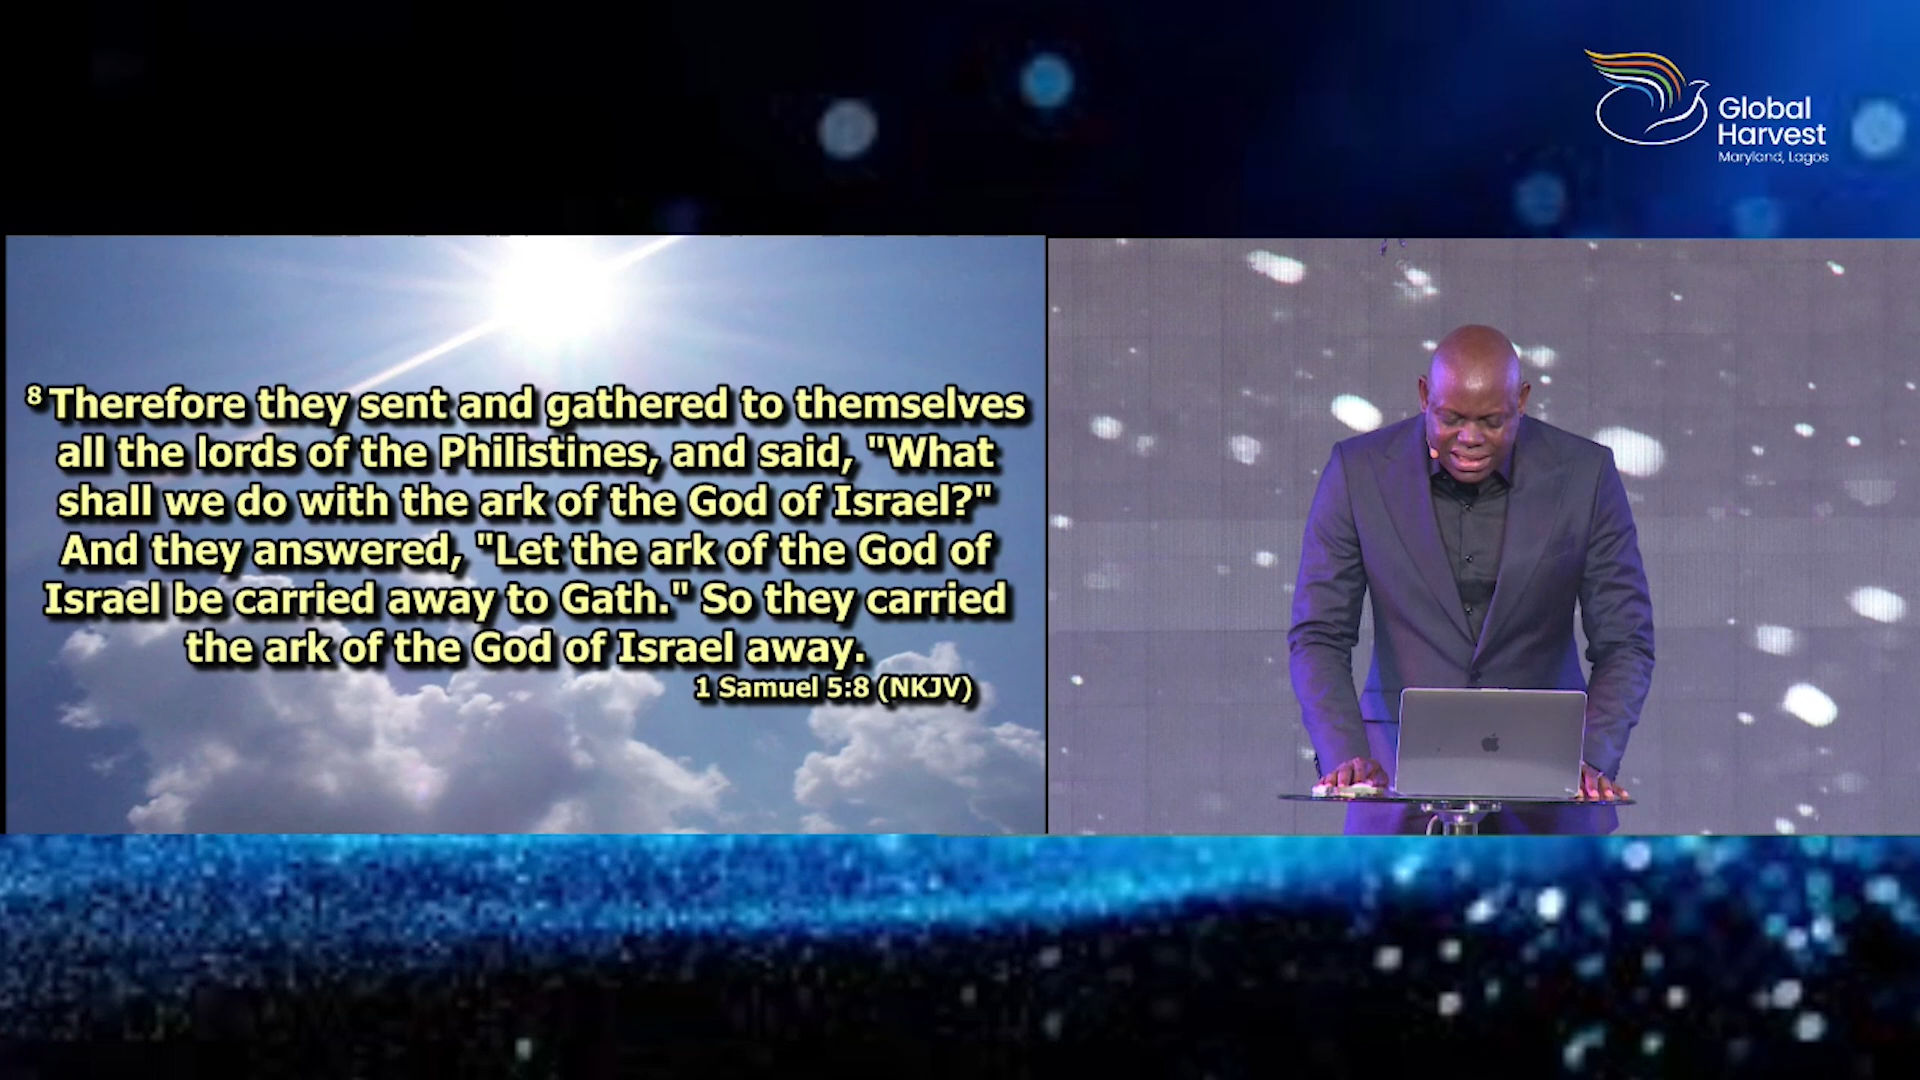 Global
Harvest
Maryland, Lagos
8 Therefore they sent and gathered to themselves
all the lords of the Philistines, and said, "What
shall we do with the ark of the God of Israel?"
And they answered, "Let the ark of the God of
Israel be carried away to Gath." So they carried
the ark of the God of Israel away.
1 Samuel 5:8 (NKJV)